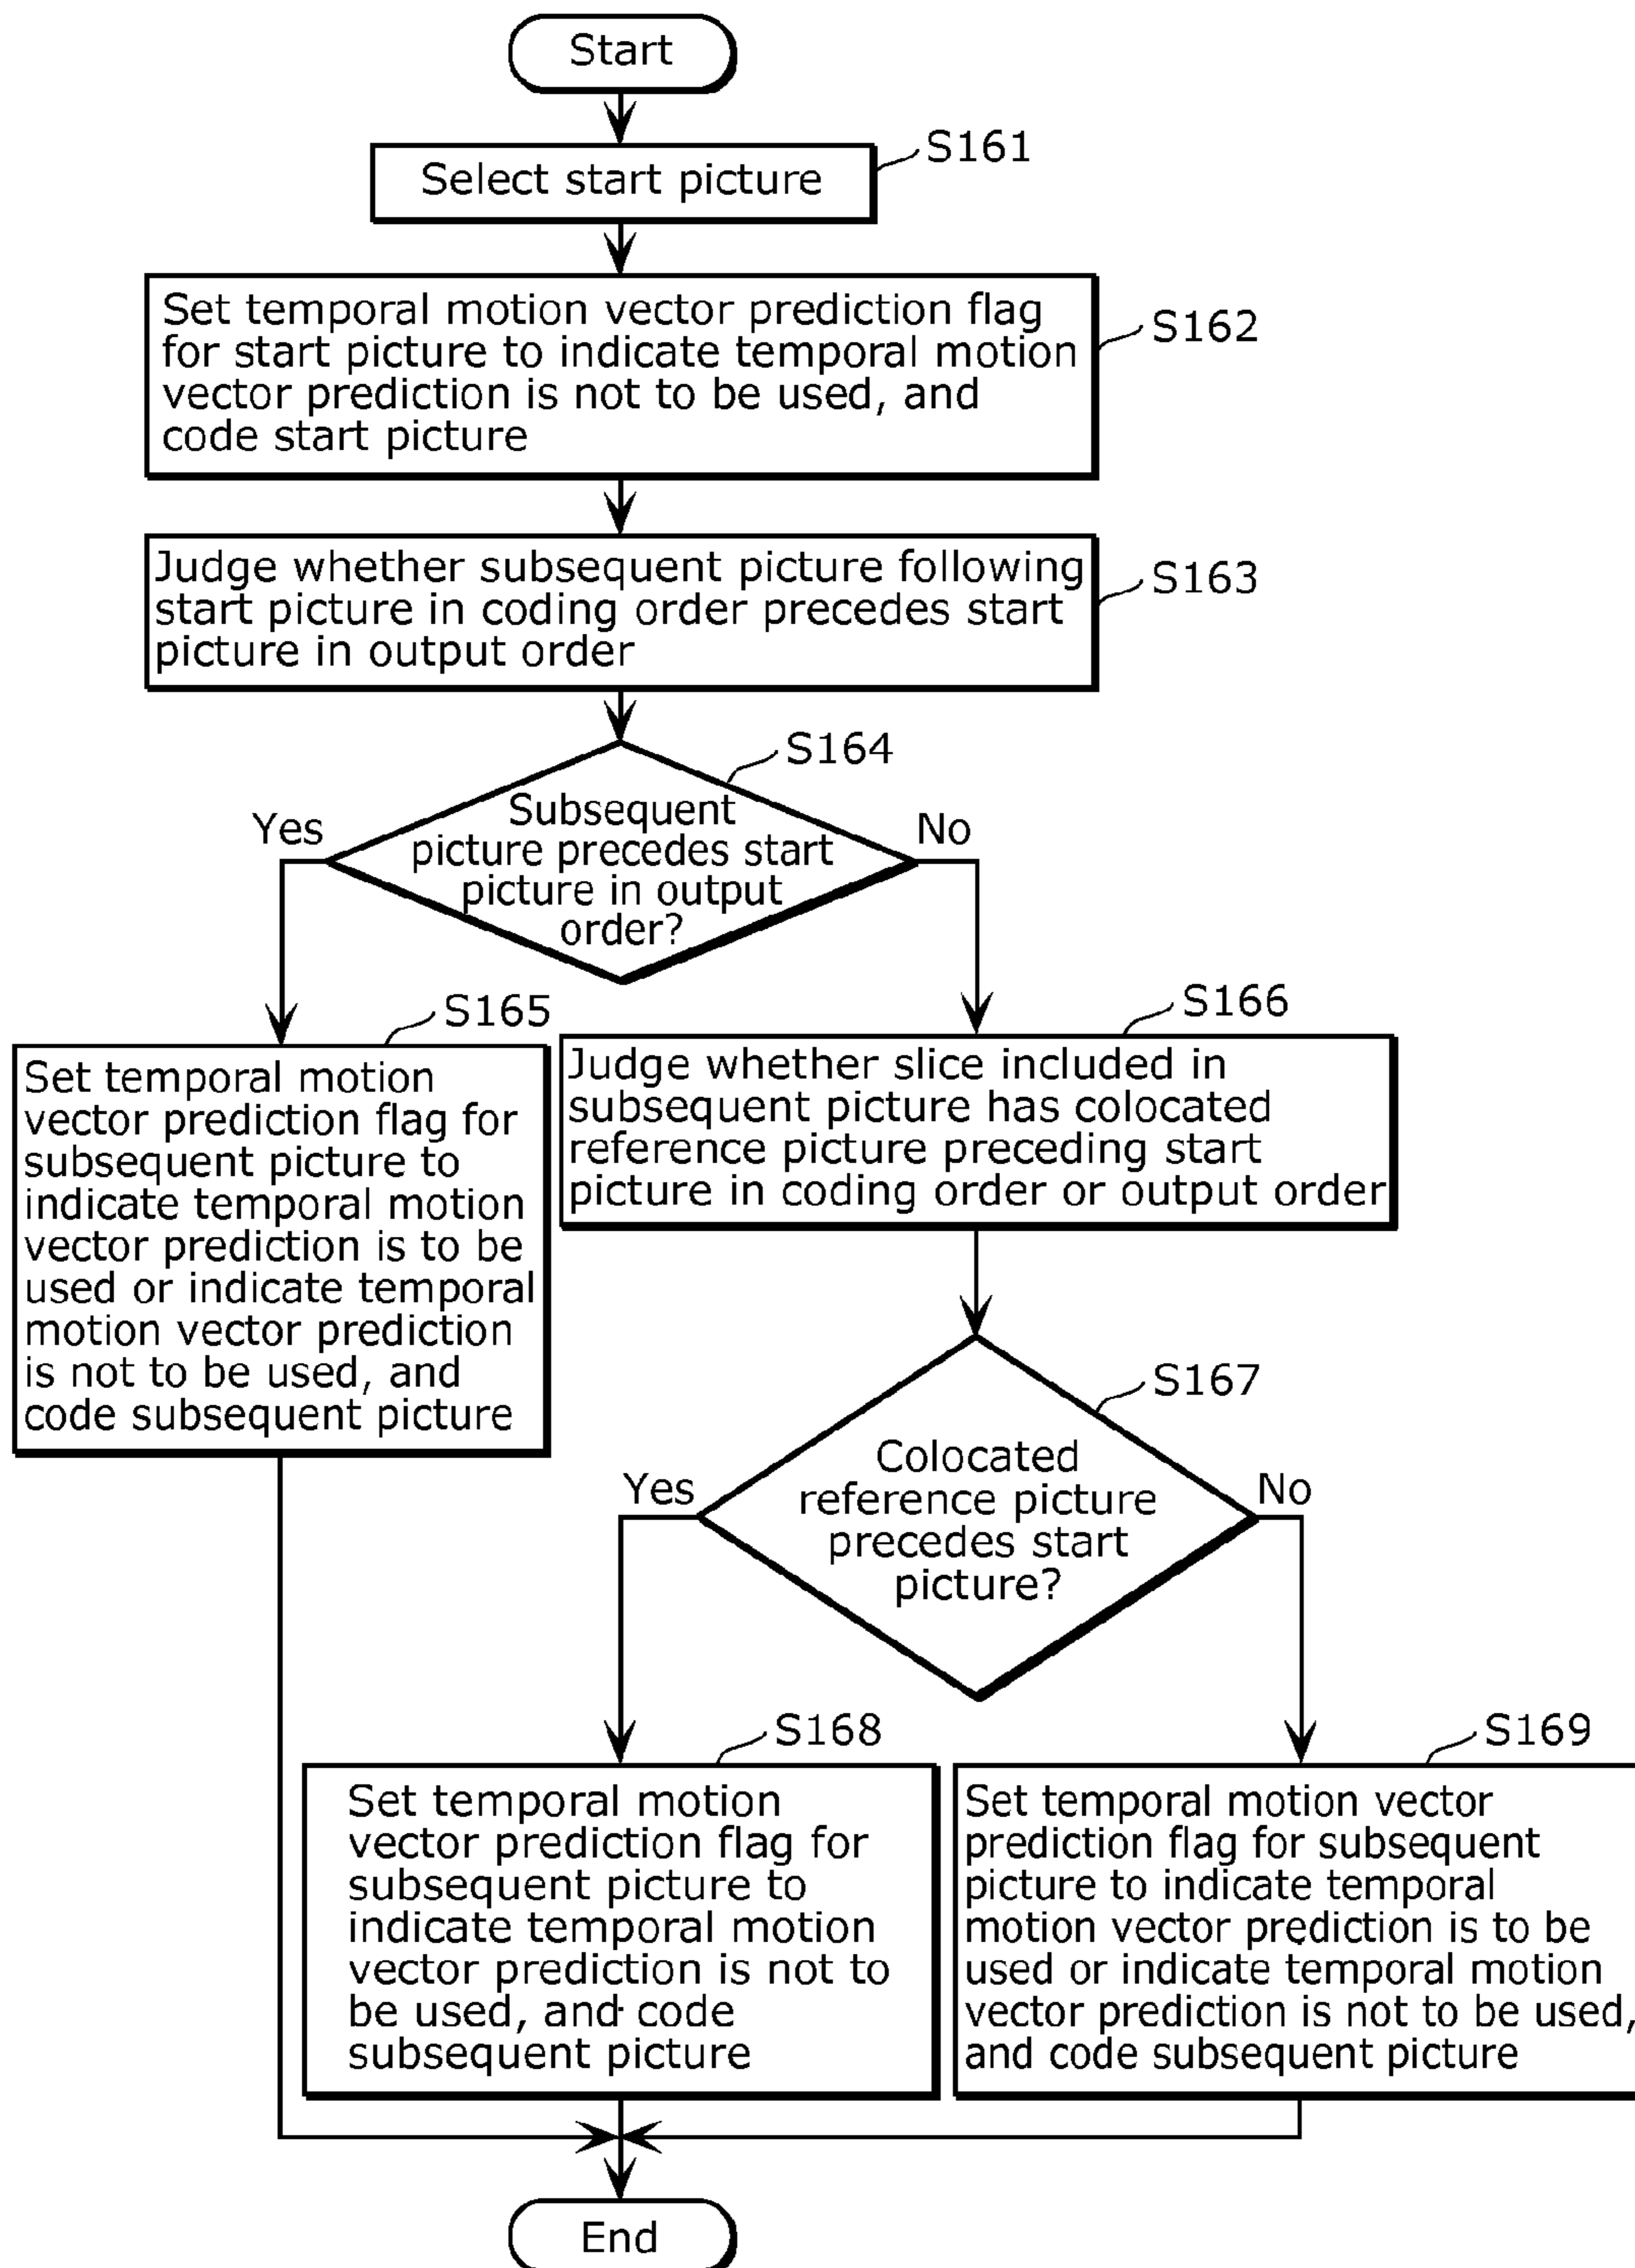 Start
S161
Select start picture
S162
Set temporal motion vector prediction flag
for start picture to indicate temporal motion
vector prediction is not to be used, and
code start picture
S163
Judge whether subsequent picture following
start picture in coding order precedes start
picture in output order
S164
Yes
No
Subsequent
picture precedes start
picture in output
order?
S165
Set temporal motion
vector prediction flag for
subsequent picture to
indicate temporal motion
vector prediction is to be
used or indicate temporal
motion vector prediction
is not to be used, and
code subsequent picture
S166
Judge whether slice included in
subsequent picture has colocated
reference picture preceding start
picture in coding order or output order
S167
Yes
No
Colocated
reference picture
precedes start
picture?
S168
Set temporal motion
vector prediction flag for
subsequent picture to
indicate temporal motion
vector prediction is not to
be used, and code
subsequent picture
S169
Set temporal motion vector
prediction flag for subsequent
picture to indicate temporal
motion vector prediction is to be
used or indicate temporal motion
vector prediction is not to be used,
and code subsequent picture
End